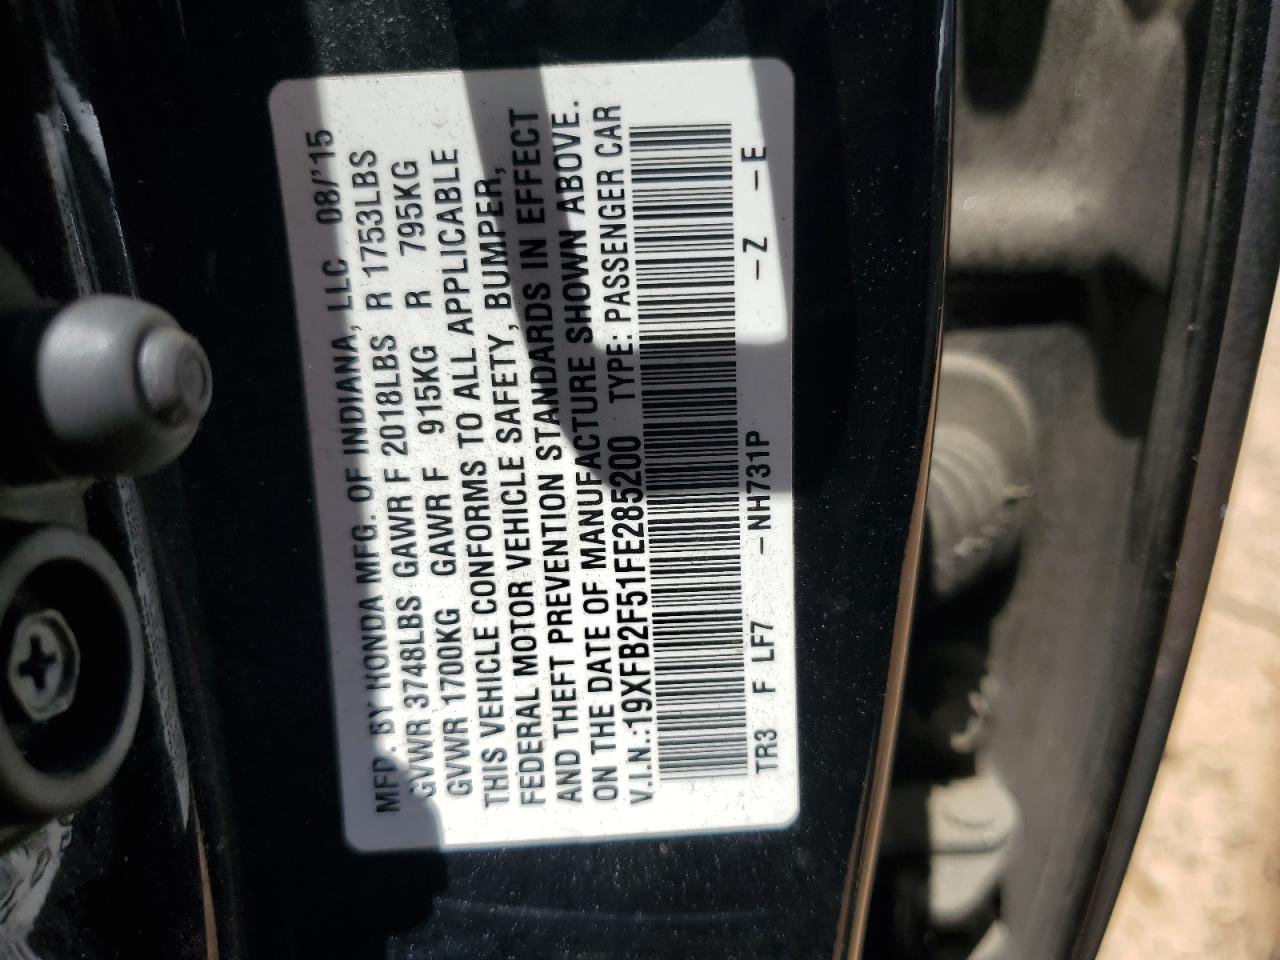 MFD. BY HONDA MFG. OF INDIANA, LLC 08/'15
GVWR 3748LBS GAWR F 2018LBS R 1753LBS
GVWR 1700KG GAWR F 915KG R 795KG
THIS VEHICLE CONFORMS TO ALL APPLICABLE
FEDERAL MOTOR VEHICLE SAFETY, BUMPER,
AND THEFT PREVENTION STANDARDS IN EFFECT
ON THE DATE OF MANUFACTURE SHOWN ABOVE.
V.I.N.:19XFB2F51FE285200 TYPE: PASSENGER CAR
TR3 F LF7 –NH731P –Z –E